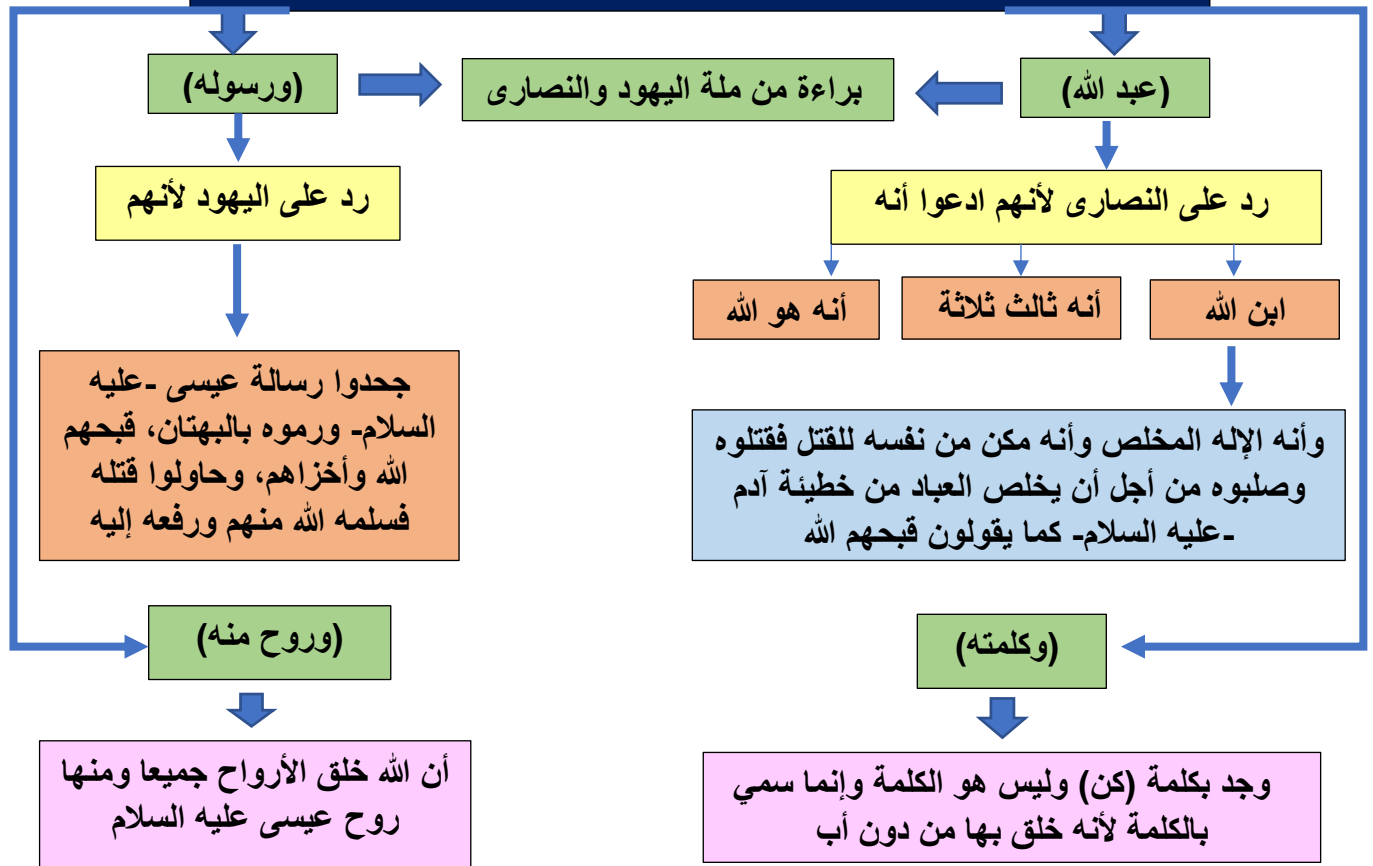 (عبد الله)
براءة من ملة اليهود والنصارى
(ورسوله)
رد على النصارى لأنهم ادعوا أنه
رد على اليهود لأنهم
ابن الله
أنه ثالث ثلاثة
أنه هو الله
وأنه الإله المخلص وأنه مكن من نفسه للقتل فقتلوه
وصلبوه من أجل أن يخلص العباد من خطيئة آدم
-عليه السلام- كما يقولون قبحهم الله
جحدوا رسالة عيسى -عليه
السلام- ورموه بالبهتان، قبحهم
الله وأخزاهم، وحاولوا قتله
فسلمه الله منهم ورفعه إليه
(وكلمته)
(وروح منه)
وجد بكلمة (كن) وليس هو الكلمة وإنما سمي
بالكلمة لأنه خلق بها من دون أب
أن الله خلق الأرواح جميعا ومنها
روح عيسى عليه السلام